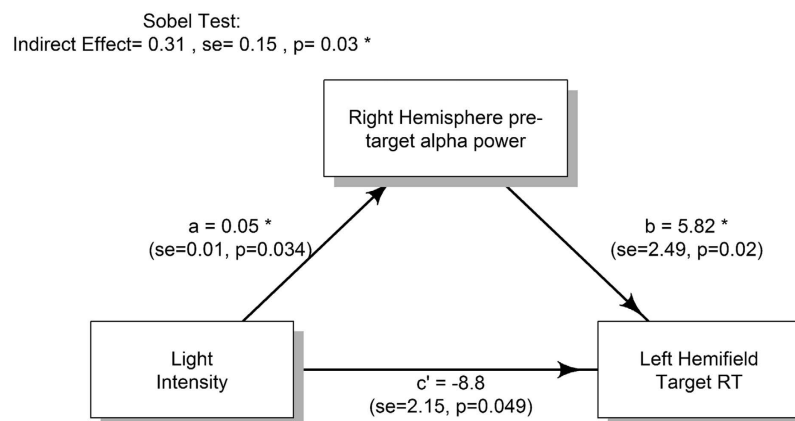 Sobel Test:
Indirect Effect= 0.31 , se= 0.15 , p= 0.03 *
Right Hemisphere pre-
target alpha power
a = 0.05 *
(se=0.01, p=0.034)
b = 5.82 *
(se=2.49, p=0.02)
Light
Intensity
c' = -8.8
(se=2.15, p=0.049)
Left Hemifield
Target RT